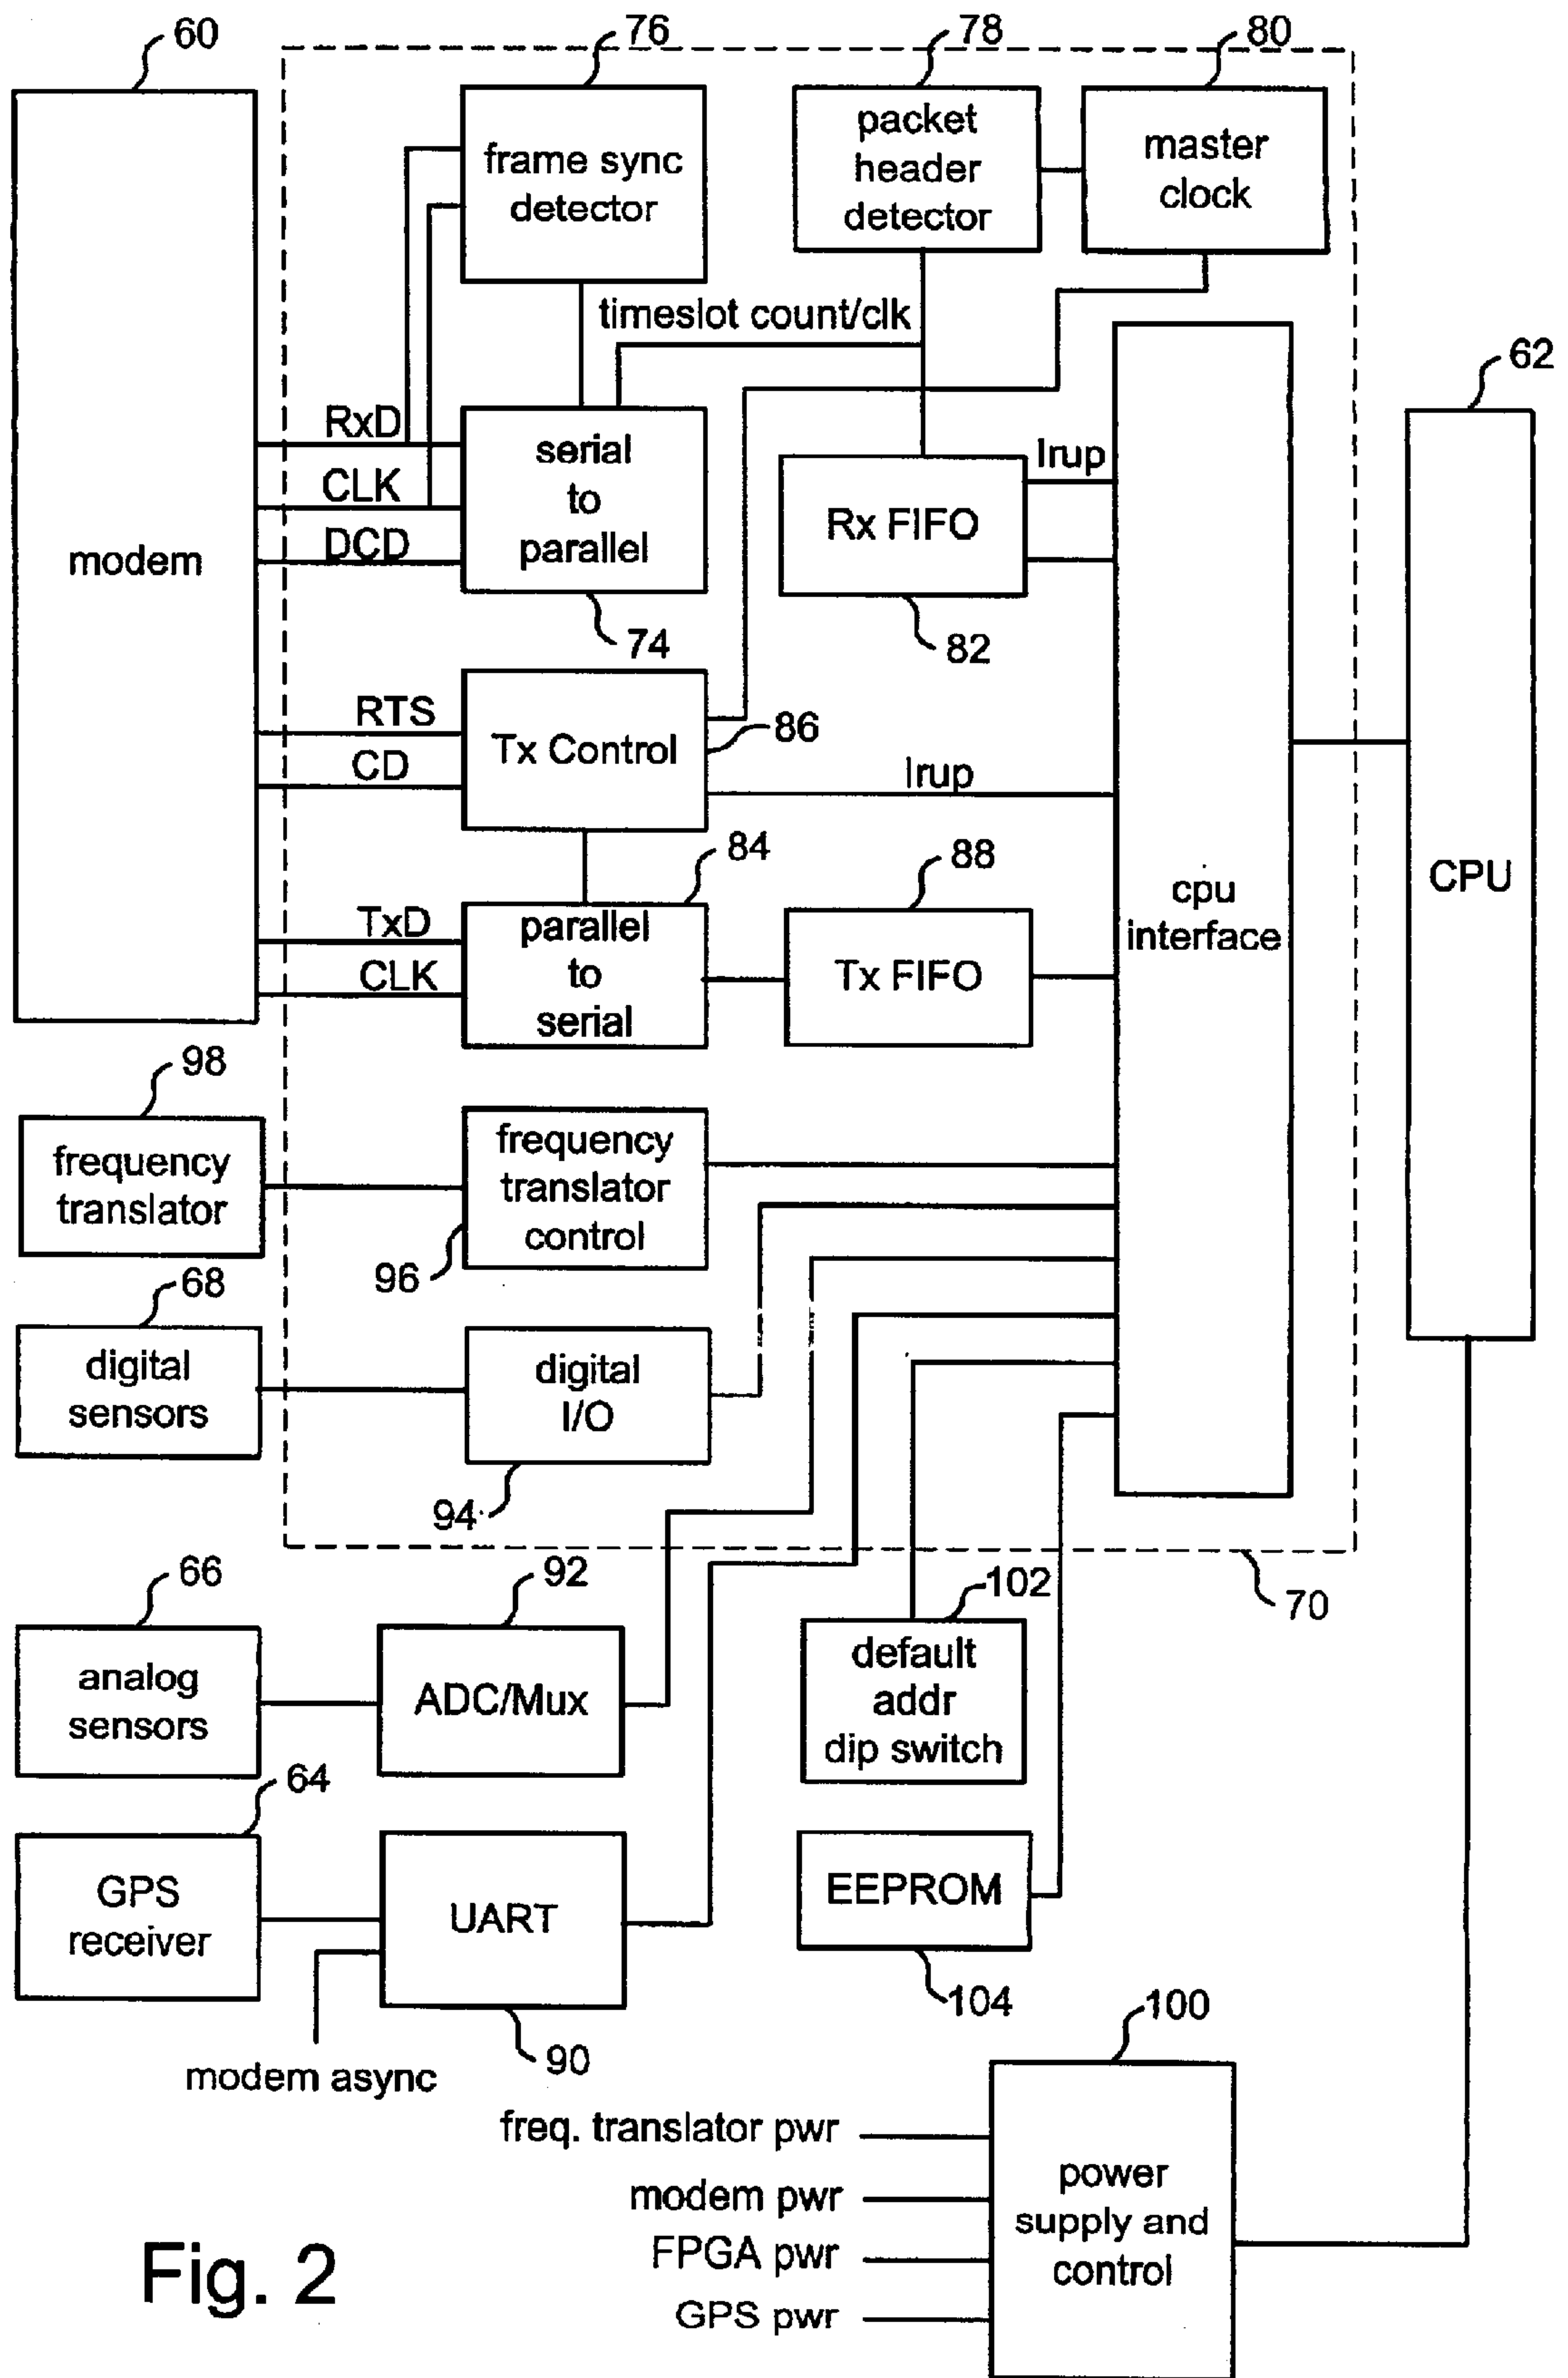 60
76
78
80
frame sync
detector
packet
header
detector
master
clock
timeslot count/clk
62
RxD
CLK
DCD
modem
serial
to
parallel
74
Irup
Rx FIFO
82
RTS
CD
Tx Control
86
Irup
84
88
TxD
CLK
parallel
to
serial
Tx FIFO
cpu
interface
CPU
98
frequency
translator
frequency
translator
control
96
68
digital
sensors
digital
I/O
94
70
66
92
102
analog
sensors
ADC/Mux
default
addr
dip switch
64
GPS
receiver
UART
EEPROM
104
90
modem async
100
freq. translator pwr
modem pwr
FPGA pwr
GPS pwr
power
supply and
control
Fig. 2